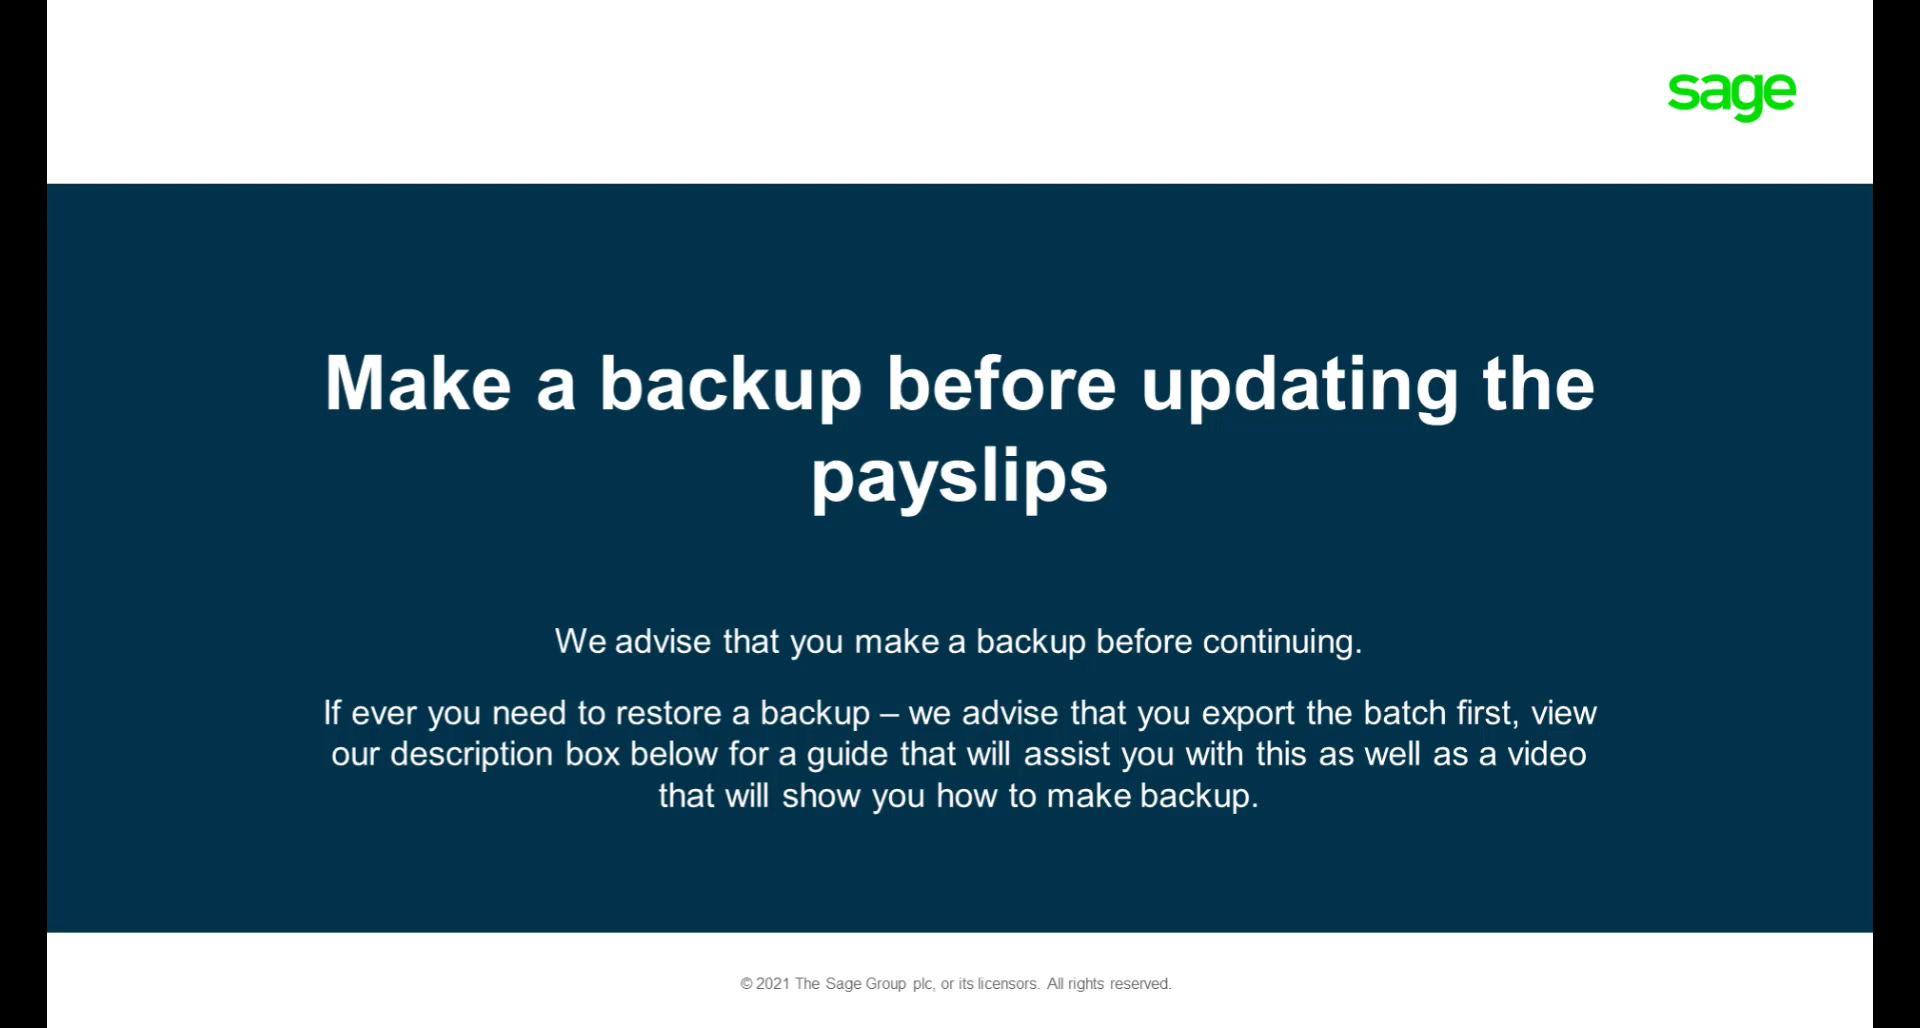 sage
Make a backup before updating the
payslips
We advise that you make a backup before continuing.
If ever you need to restore a backup – we advise that you export the batch first, view
our description box below for a guide that will assist you with this as well as a video
that will show you how to make backup.
© 2021 The Sage Group plc, or its licensors. All rights reserved.